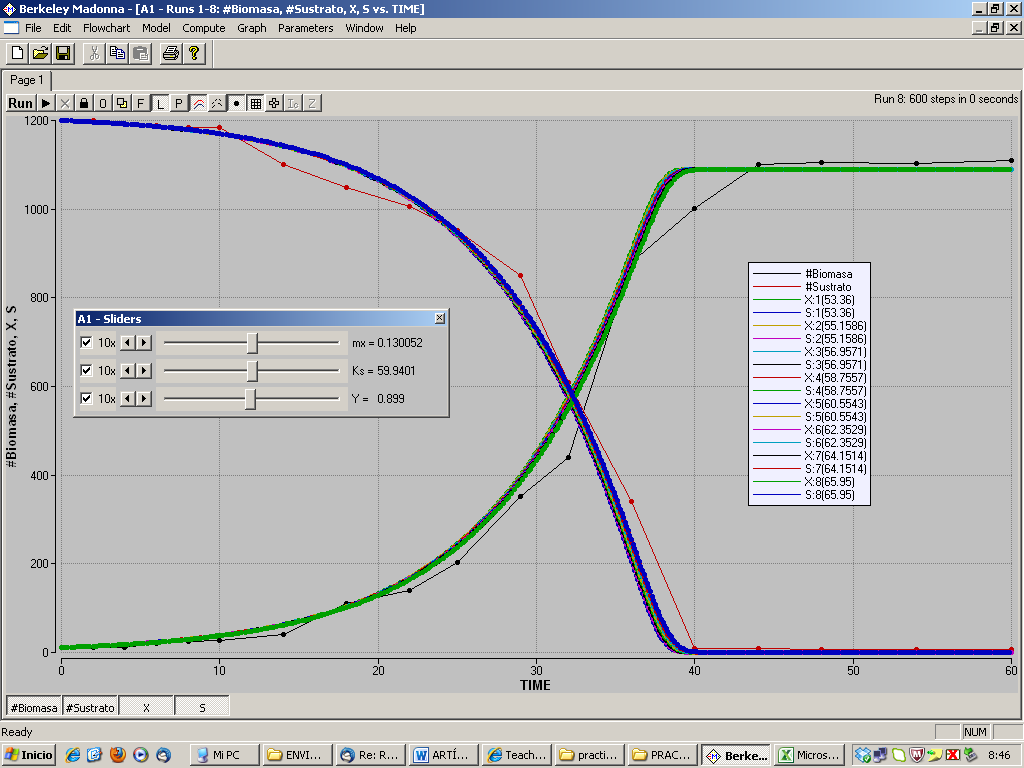 Berkeley Madonna - [A1 - Runs 1-8: #Biomasa, #Sustrato, X, S vs. TIME]
File Edit Flowchart Model Compute Graph Parameters Window Help
Page 1
Run O F L P Ic Z
Run 8: 600 steps in 0 seconds
1200
1000
800
600
400
200
0
#Biomasa, #Sustrato, X, S
0 10 20 30 40 50 60
TIME
A1 - Sliders
10x mx = 0.130052
10x Ks = 59.9401
10x Y = 0.899
#Biomasa
#Sustrato
X:1(53.36)
S:1(53.36)
X:2(55.1586)
S:2(55.1586)
X:3(56.9571)
S:3(56.9571)
X:4(58.7557)
S:4(58.7557)
X:5(60.5543)
S:5(60.5543)
X:6(62.3529)
S:6(62.3529)
X:7(64.1514)
S:7(64.1514)
X:8(65.95)
S:8(65.95)
#Biomasa #Sustrato X S
Ready
NUM
Inicio Mi PC ENVI... Re: R... ARTÍ... Teach... practi... PRAC... Berke... Micros... 8:46